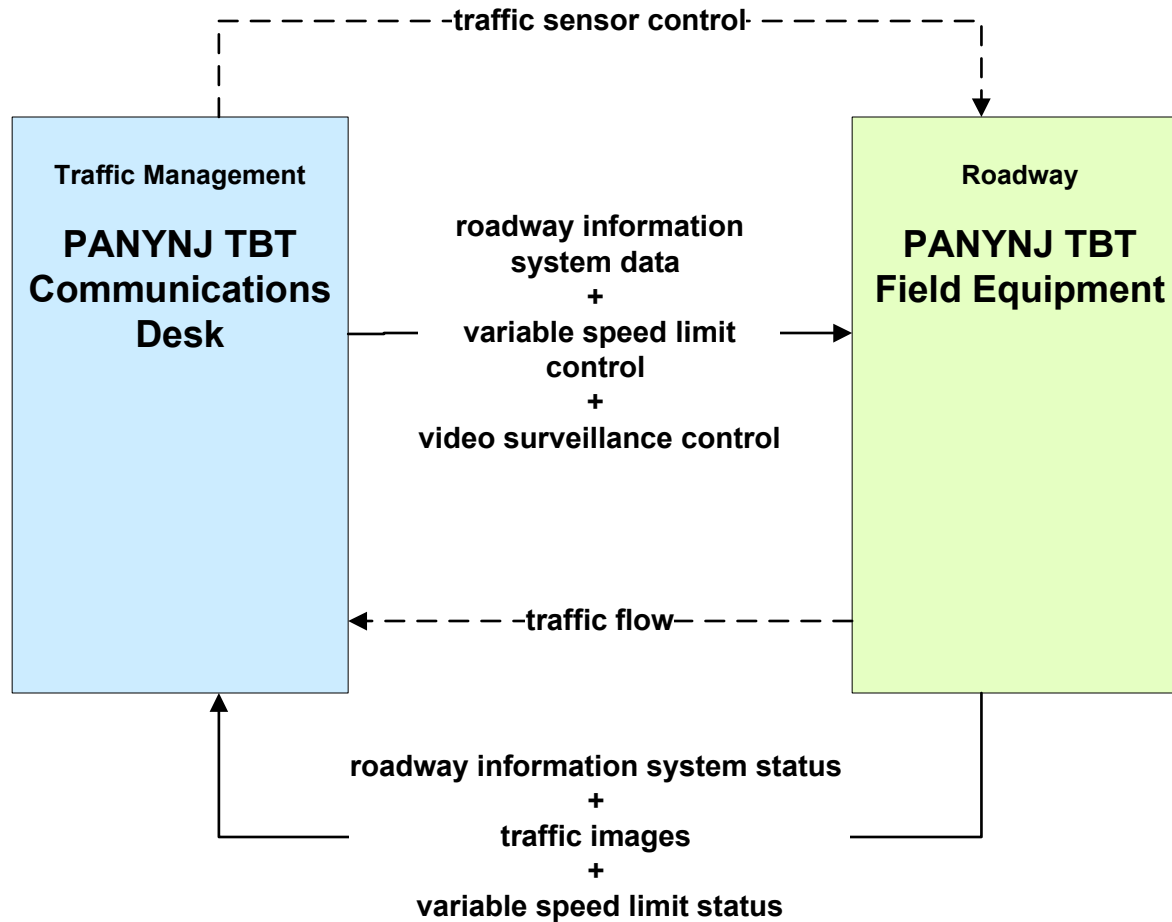 traffic sensor control
Traffic Management
PANYNJ TBT
Communications
Desk
roadway information
system data
+
variable speed limit
control
+
video surveillance control
Roadway
PANYNJ TBT
Field Equipment
traffic flow
roadway information system status
+
traffic images
+
variable speed limit status